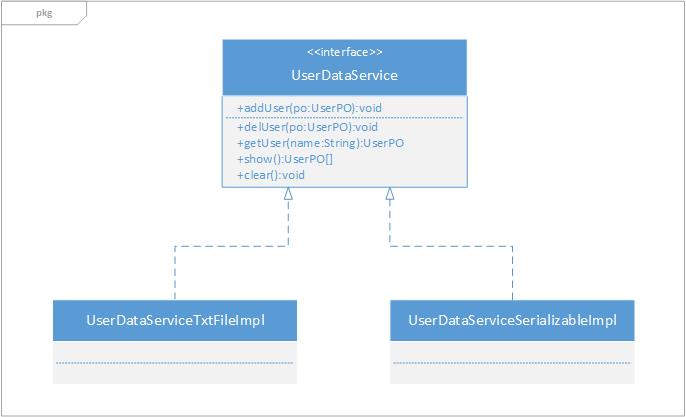 pkg
<<interface>>
UserDataService
+addUser(po:UserPO):void
+delUser(po:UserPO):void
+getUser(name:String):UserPO
+show():UserPO[]
+clear():void
UserDataServiceTxtFileImpl
UserDataServiceSerializableImpl